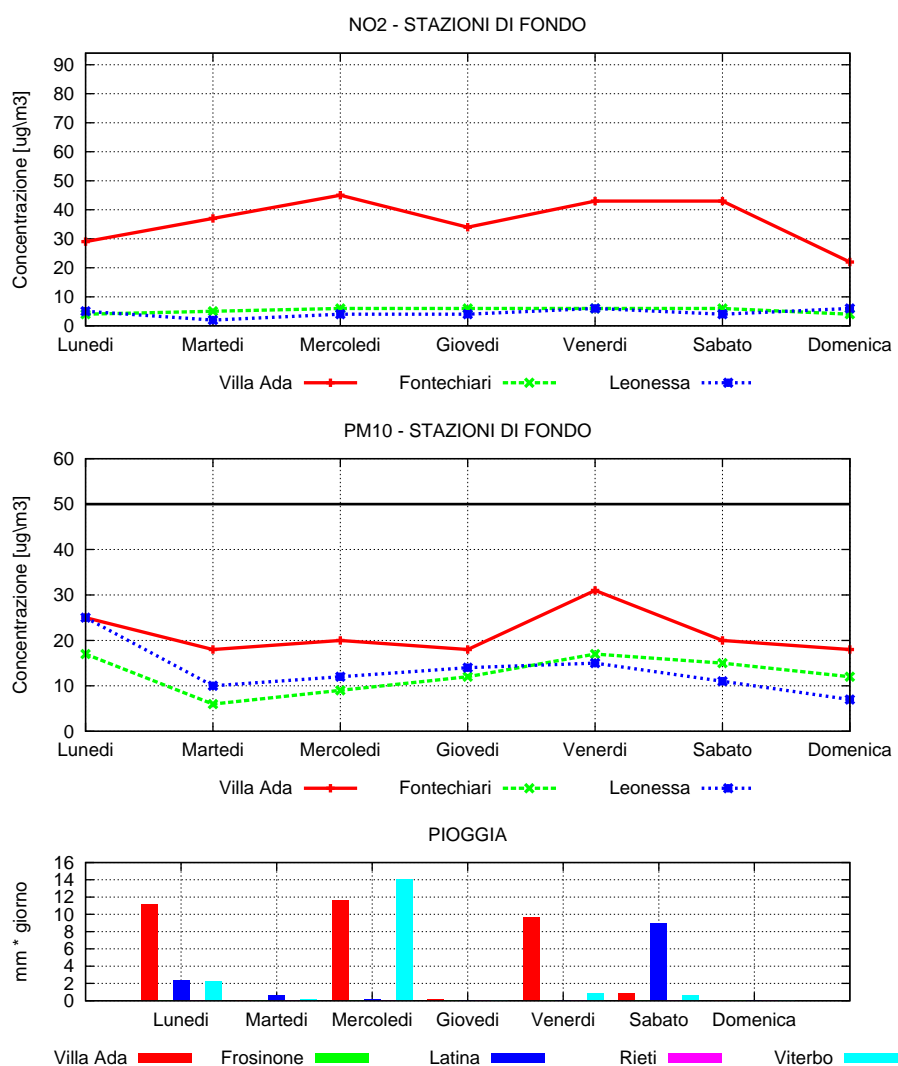 NO2 - STAZIONI DI FONDO
Concentrazione [ug\m3]
90
80
70
60
50
40
30
20
10
0
Lunedi Martedi Mercoledi Giovedi Venerdi Sabato Domenica
Villa Ada Fontechiari Leonessa
PM10 - STAZIONI DI FONDO
Concentrazione [ug\m3]
60
50
40
30
20
10
0
Lunedi Martedi Mercoledi Giovedi Venerdi Sabato Domenica
Villa Ada Fontechiari Leonessa
PIOGGIA
mm * giorno
16
14
12
10
8
6
4
2
0
Lunedi Martedi Mercoledi Giovedi Venerdi Sabato Domenica
Villa Ada Frosinone Latina Rieti Viterbo